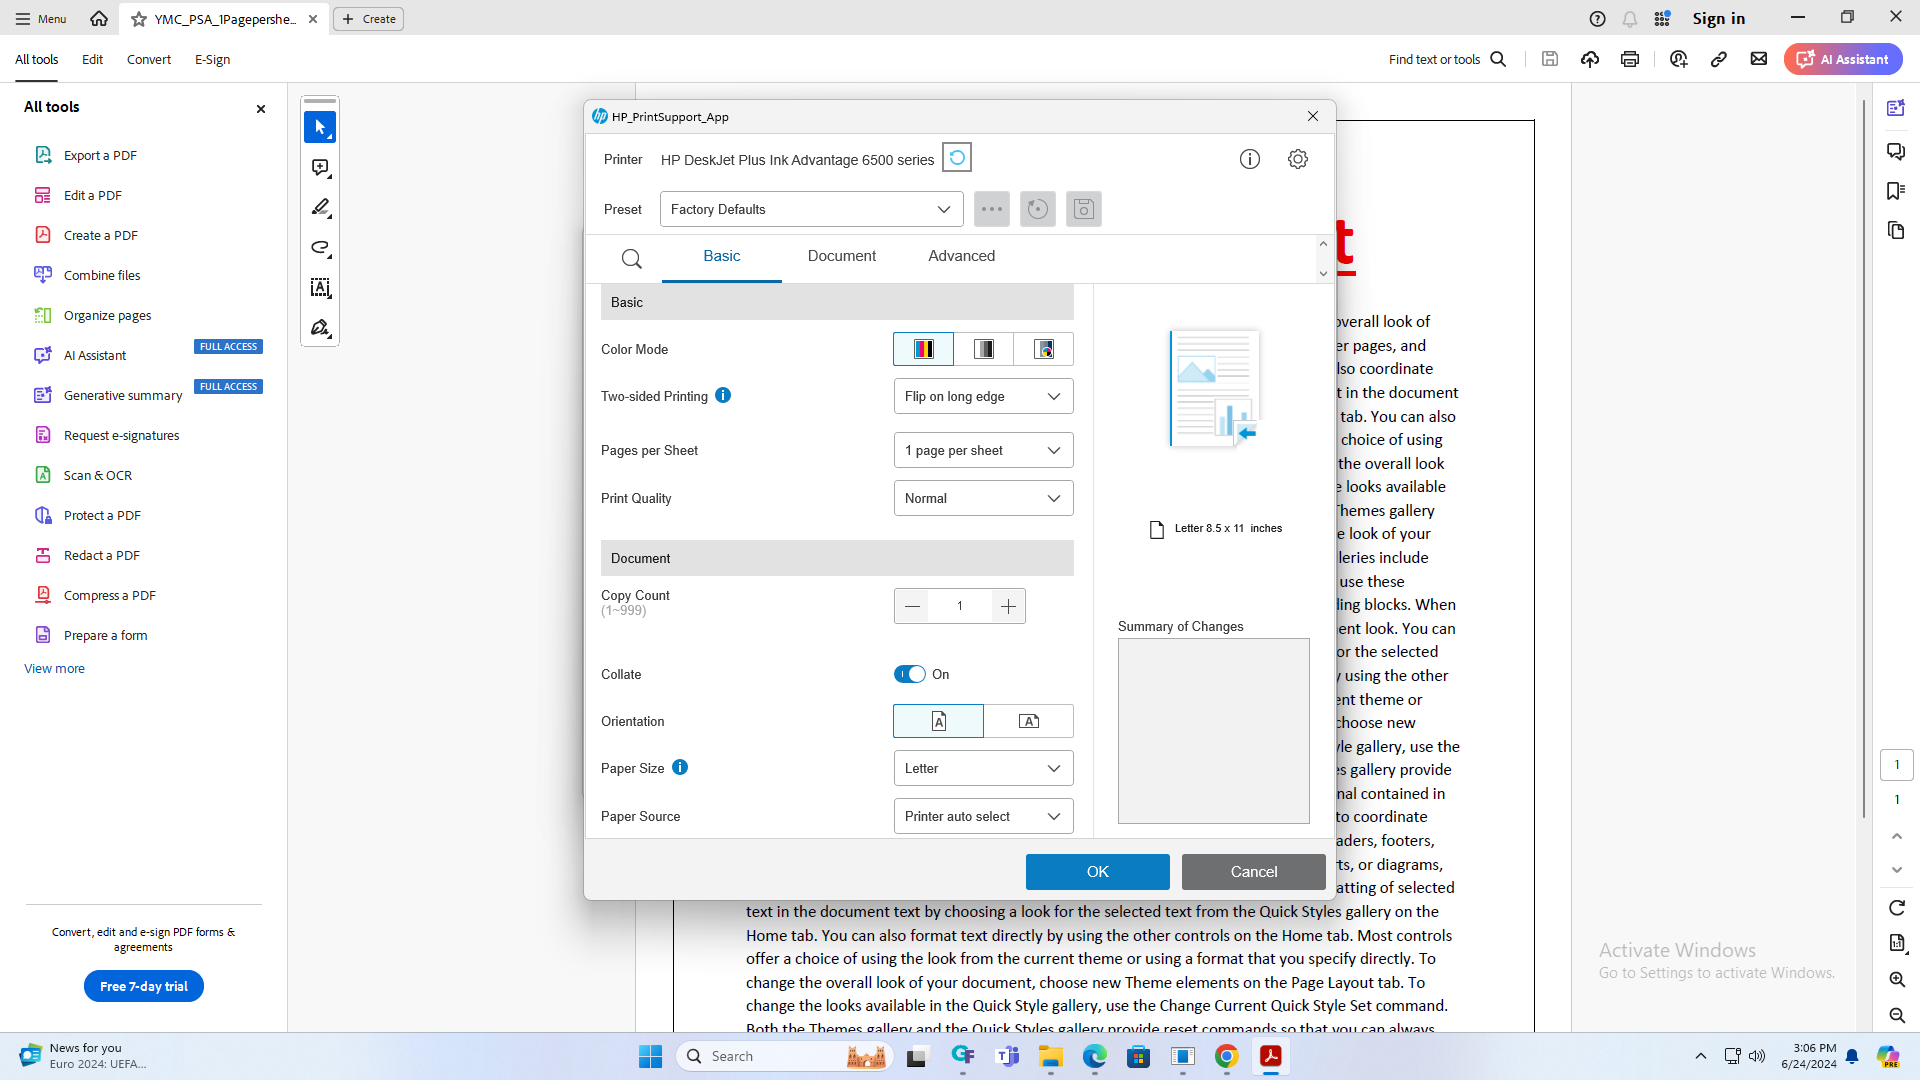 Menu
YMC_PSA_1Pagepershe...
Create
Sign in
All tools
Edit
Convert
E-Sign
Find text or tools
AI Assistant
All tools
Export a PDF
Edit a PDF
Create a PDF
Combine files
Organize pages
AI Assistant
FULL ACCESS
Generative summary
FULL ACCESS
Request e-signatures
Scan & OCR
Protect a PDF
Redact a PDF
Compress a PDF
Prepare a form
View more
Convert, edit and e-sign PDF forms &
agreements
Free 7-day trial
HP_PrintSupport_App
Printer
HP DeskJet Plus Ink Advantage 6500 series
Preset
Factory Defaults
Basic
Document
Advanced
Basic
Color Mode
Two-sided Printing
Flip on long edge
Pages per Sheet
1 page per sheet
Print Quality
Normal
Document
Copy Count
(1~999)
1
Collate
On
Orientation
Paper Size
Letter
Paper Source
Printer auto select
Letter 8.5 x 11 inches
Summary of Changes
OK
Cancel
t
overall look of
er pages, and
lso coordinate
t in the document
tab. You can also
choice of using
the overall look
e looks available
Themes gallery
e look of your
lleries include
use these
ling blocks. When
ent look. You can
or the selected
y using the other
ent theme or
choose new
yle gallery, use the
s gallery provide
nal contained in
to coordinate
aders, footers,
rts, or diagrams,
atting of selected
text in the document text by choosing a look for the selected text from the Quick Styles gallery on the
Home tab. You can also format text directly by using the other controls on the Home tab. Most controls
offer a choice of using the look from the current theme or using a format that you specify directly. To
change the overall look of your document, choose new Theme elements on the Page Layout tab. To
change the looks available in the Quick Style gallery, use the Change Current Quick Style Set command.
Both the Themes gallery and the Quick Styles gallery provide reset commands so that you can always
1
1
Activate Windows
Go to Settings to activate Windows.
News for you
Euro 2024: UEFA...
Search
3:06 PM
6/24/2024